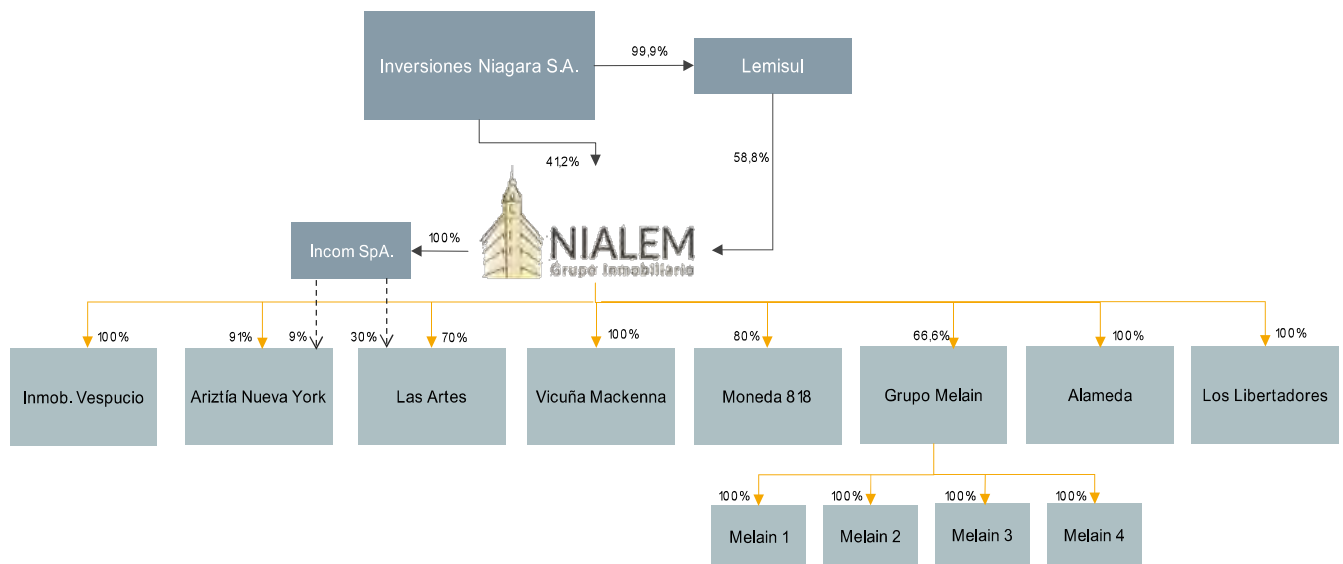 Inversiones Niagara S.A.
99,9%
Lemisul
41,2%
58,8%
Incom SpA.
100%
NIALEM
Grupo Inmobiliario
100%
91%
9%
30%
70%
100%
80%
66,6%
100%
100%
Inmob. Vespucio
Ariztía Nueva York
Las Artes
Vicuña Mackenna
Moneda 818
Grupo Melain
Alameda
Los Libertadores
100%
100%
100%
100%
Melain 1
Melain 2
Melain 3
Melain 4